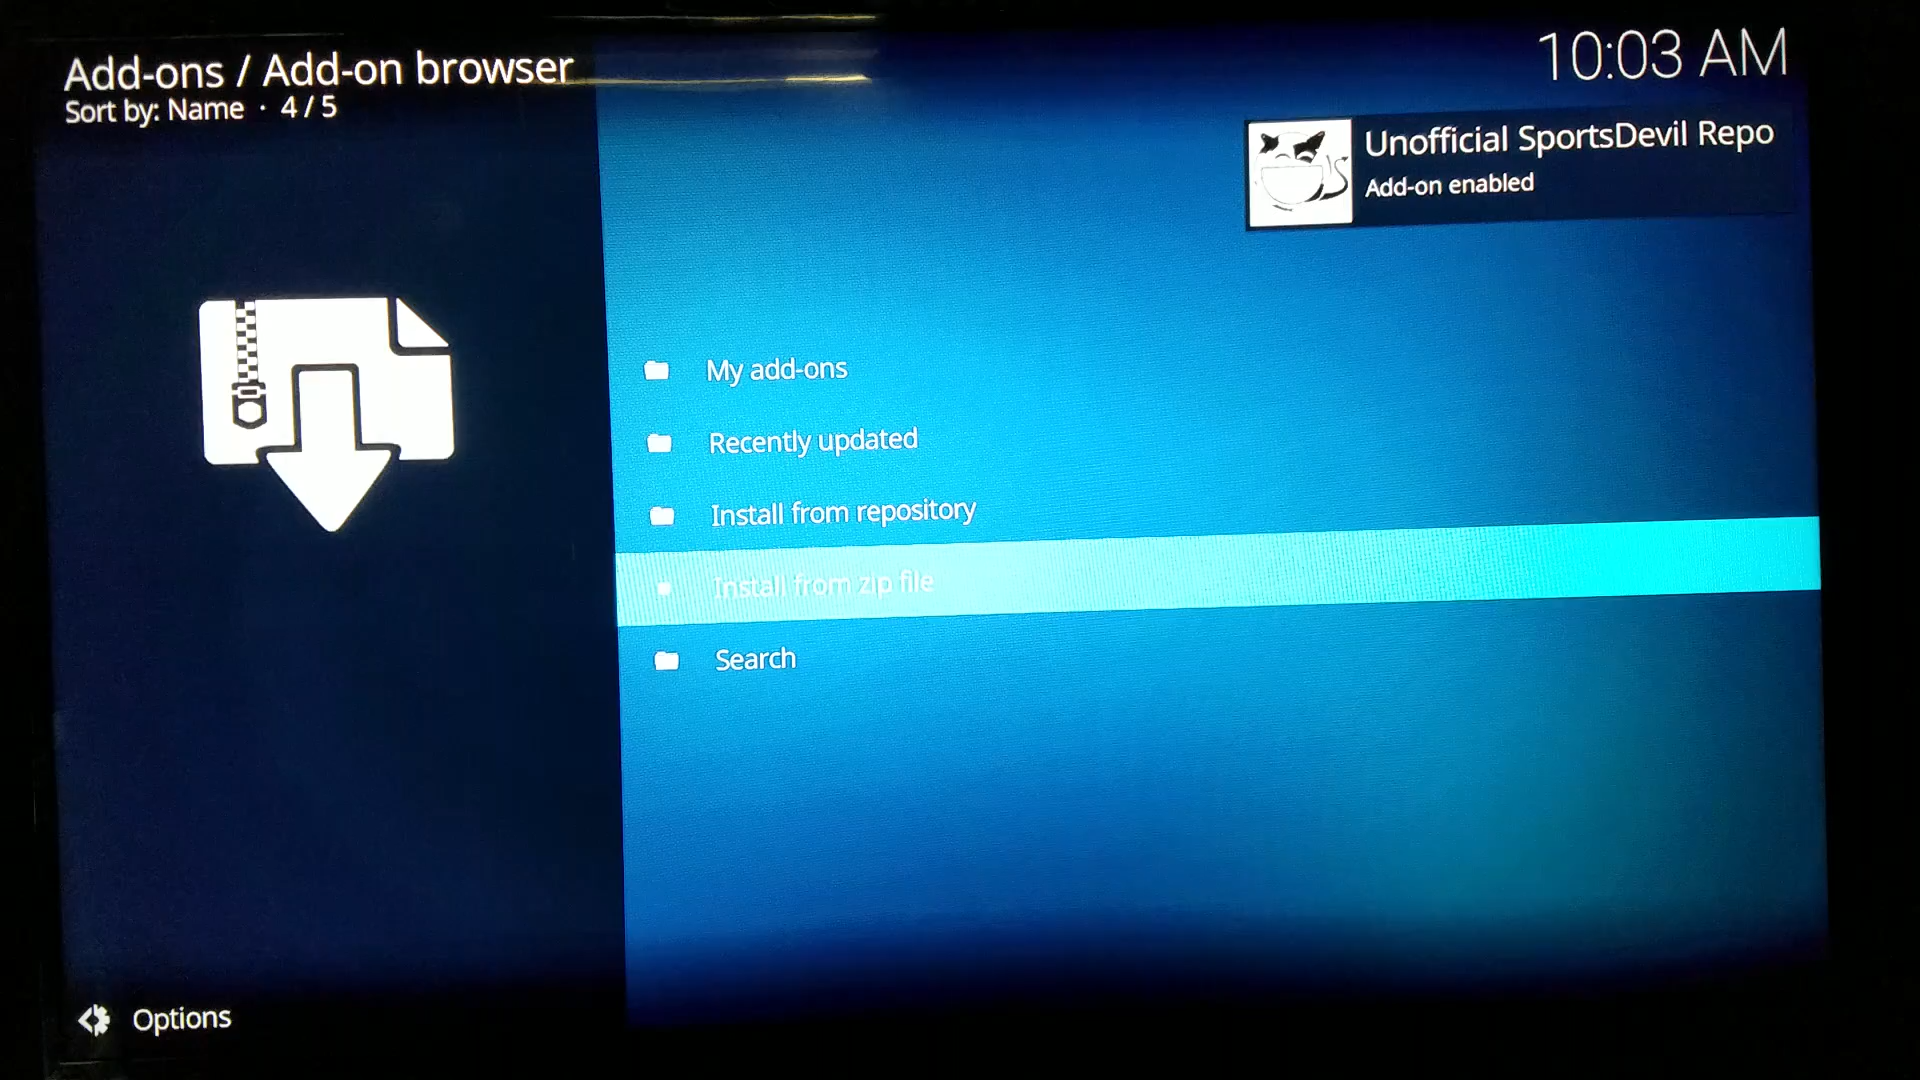 Add-ons / Add-on browser
Sort by: Name · 4 / 5
10:03 AM
Unofficial SportsDevil Repo
Add-on enabled
My add-ons
Recently updated
Install from repository
Install from zip file
Search
Options